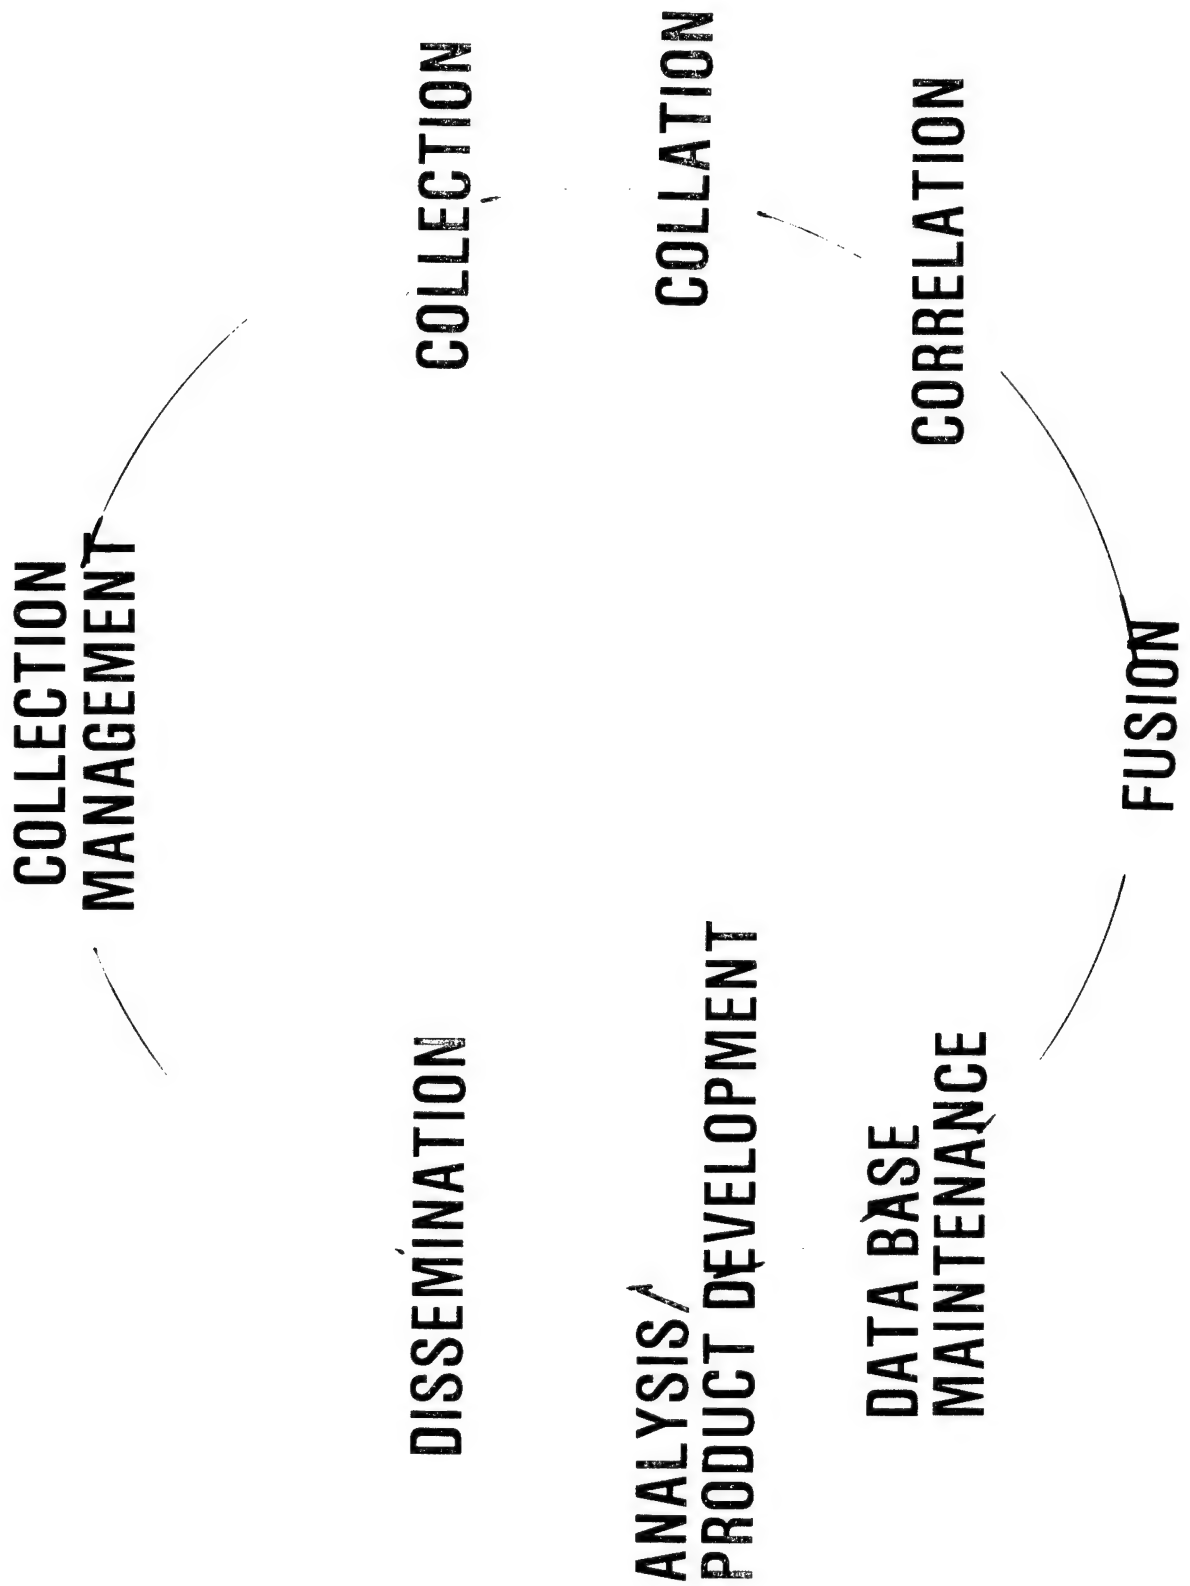 COLLECTION
MANAGEMENT
COLLECTION
COLLATION
CORRELATION
FUSION
DATA BASE
MAINTENANCE
ANALYSIS/
PRODUCT DEVELOPMENT
DISSEMINATION